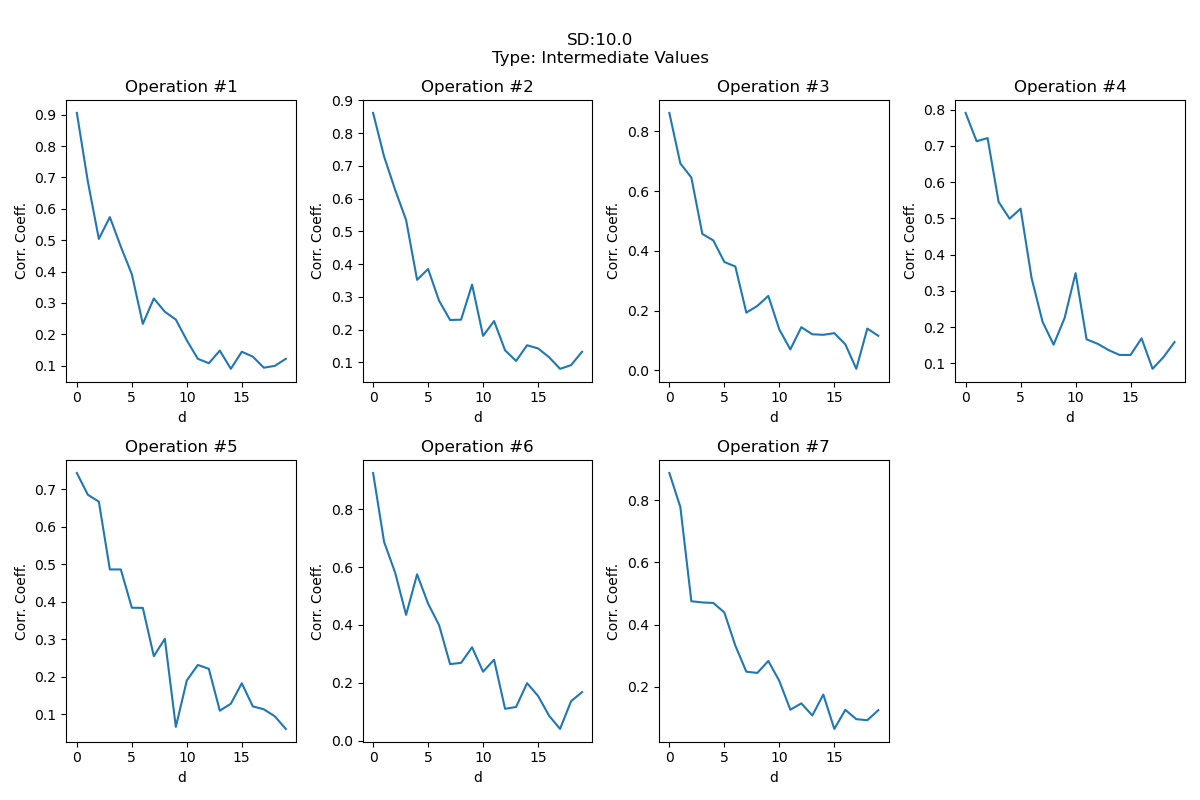 SD:10.0
Type: Intermediate Values
Operation #1
Operation #2
Operation #3
Operation #4
Corr. Coeff.
0.9
0.8
0.7
0.6
0.5
0.4
0.3
0.2
0.1
0 5 10 15
d
Corr. Coeff.
0.9
0.8
0.7
0.6
0.5
0.4
0.3
0.2
0.1
0 5 10 15
d
Corr. Coeff.
0.8
0.6
0.4
0.2
0.0
0 5 10 15
d
Corr. Coeff.
0.8
0.7
0.6
0.5
0.4
0.3
0.2
0.1
0 5 10 15
d
Operation #5
Operation #6
Operation #7
Corr. Coeff.
0.7
0.6
0.5
0.4
0.3
0.2
0.1
0 5 10 15
d
Corr. Coeff.
0.8
0.6
0.4
0.2
0.0
0 5 10 15
d
Corr. Coeff.
0.8
0.6
0.4
0.2
0 5 10 15
d